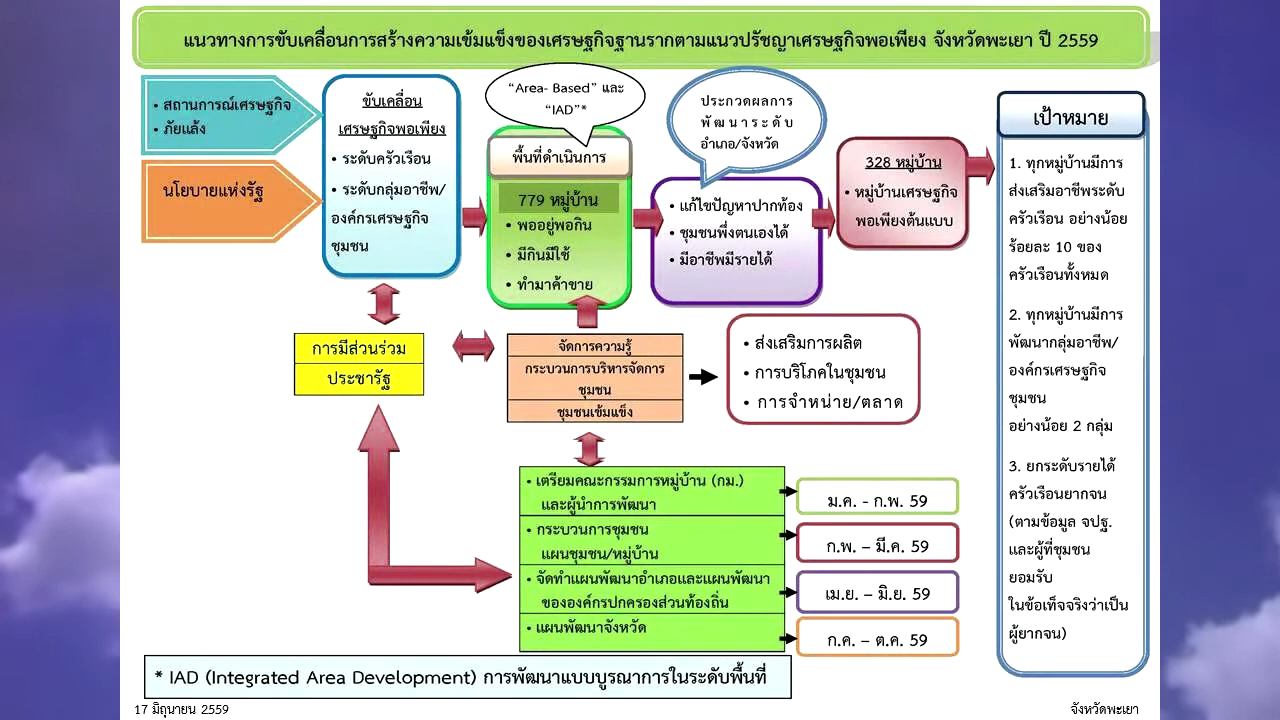 แนวทางการขับเคลื่อนการสร้างความเข้มแข็งของเศรษฐกิจฐานรากตามแนวปรัชญาเศรษฐกิจพอเพียง จังหวัดพะเยา ปี 2559
• สถานการณ์เศรษฐกิจ
• ภัยแล้ง
นโยบายแห่งรัฐ
ขับเคลื่อน
เศรษฐกิจพอเพียง
• ระดับครัวเรือน
• ระดับกลุ่มอาชีพ/
องค์กรเศรษฐกิจ
ชุมชน
“Area- Based” และ
“IAD”*
พื้นที่ดำเนินการ
779 หมู่บ้าน
• พออยู่พอกิน
• มีกินมีใช้
• ทำมาค้าขาย
ประกวดผลการ
พัฒนาระดับ
อำเภอ/จังหวัด
• แก้ไขปัญหาปากท้อง
• ชุมชนพึ่งตนเองได้
• มีอาชีพมีรายได้
328 หมู่บ้าน
• หมู่บ้านเศรษฐกิจ
พอเพียงต้นแบบ
เป้าหมาย
1. ทุกหมู่บ้านมีการ
ส่งเสริมอาชีพระดับ
ครัวเรือน อย่างน้อย
ร้อยละ 10 ของ
ครัวเรือนทั้งหมด
2. ทุกหมู่บ้านมีการ
พัฒนากลุ่มอาชีพ/
องค์กรเศรษฐกิจ
ชุมชน
อย่างน้อย 2 กลุ่ม
3. ยกระดับรายได้
ครัวเรือนยากจน
(ตามข้อมูล จปฐ.
และผู้ที่ชุมชน
ยอมรับ
ในข้อเท็จจริงว่าเป็น
ผู้ยากจน)
การมีส่วนร่วม
ประชารัฐ
จัดการความรู้
กระบวนการบริหารจัดการ
ชุมชน
ชุมชนเข้มแข็ง
• ส่งเสริมการผลิต
• การบริโภคในชุมชน
• การจำหน่าย/ตลาด
• เตรียมคณะกรรมการหมู่บ้าน (กม.)
และผู้นำการพัฒนา
ม.ค. - ก.พ. 59
• กระบวนการชุมชน
แผนชุมชน/หมู่บ้าน
ก.พ. – มี.ค. 59
• จัดทำแผนพัฒนาอำเภอและแผนพัฒนา
ขององค์กรปกครองส่วนท้องถิ่น
เม.ย. – มิ.ย. 59
• แผนพัฒนาจังหวัด
ก.ค. – ต.ค. 59
* IAD (Integrated Area Development) การพัฒนาแบบบูรณาการในระดับพื้นที่
17 มิถุนายน 2559
จังหวัดพะเยา